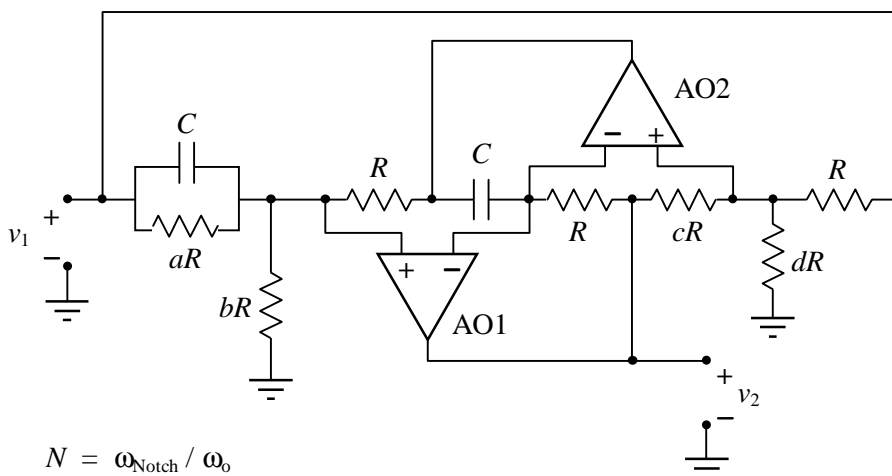 AO2
C
R
C
R
cR
R
+
−
v1
aR
bR
dR
AO1
+
−
−
+
+
−
v2
N = ωNotch / ωo